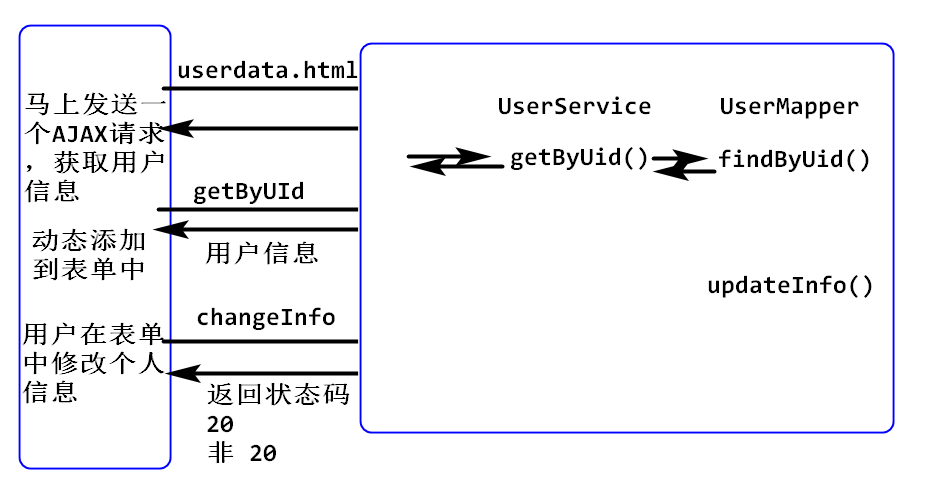 userdata.html
马上发送一
个AJAX请求
，获取用户
信息
UserService
UserMapper
getByUid()
findByUid()
getByUId
动态添加
到表单中
用户信息
updateInfo()
changeInfo
用户在表单
中修改个人
信息
返回状态码
20
非 20